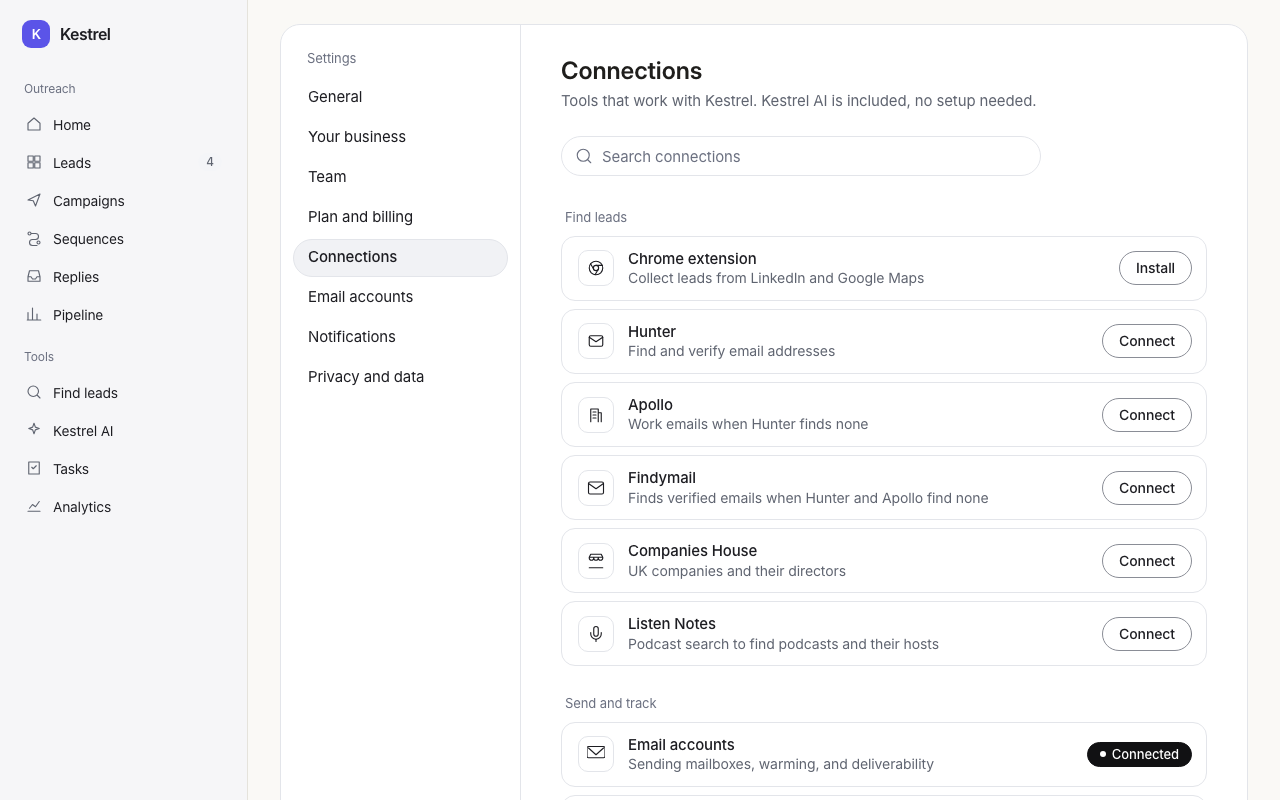 K Kestrel
Outreach
Home
Leads 4
Campaigns
Sequences
Replies
Pipeline
Tools
Find leads
Kestrel AI
Tasks
Analytics
Settings
General
Your business
Team
Plan and billing
Connections
Email accounts
Notifications
Privacy and data
Connections
Tools that work with Kestrel. Kestrel AI is included, no setup needed.
Search connections
Find leads
Chrome extension
Collect leads from LinkedIn and Google Maps
Install
Hunter
Find and verify email addresses
Connect
Apollo
Work emails when Hunter finds none
Connect
Findymail
Finds verified emails when Hunter and Apollo find none
Connect
Companies House
UK companies and their directors
Connect
Listen Notes
Podcast search to find podcasts and their hosts
Connect
Send and track
Email accounts
Sending mailboxes, warming, and deliverability
Connected